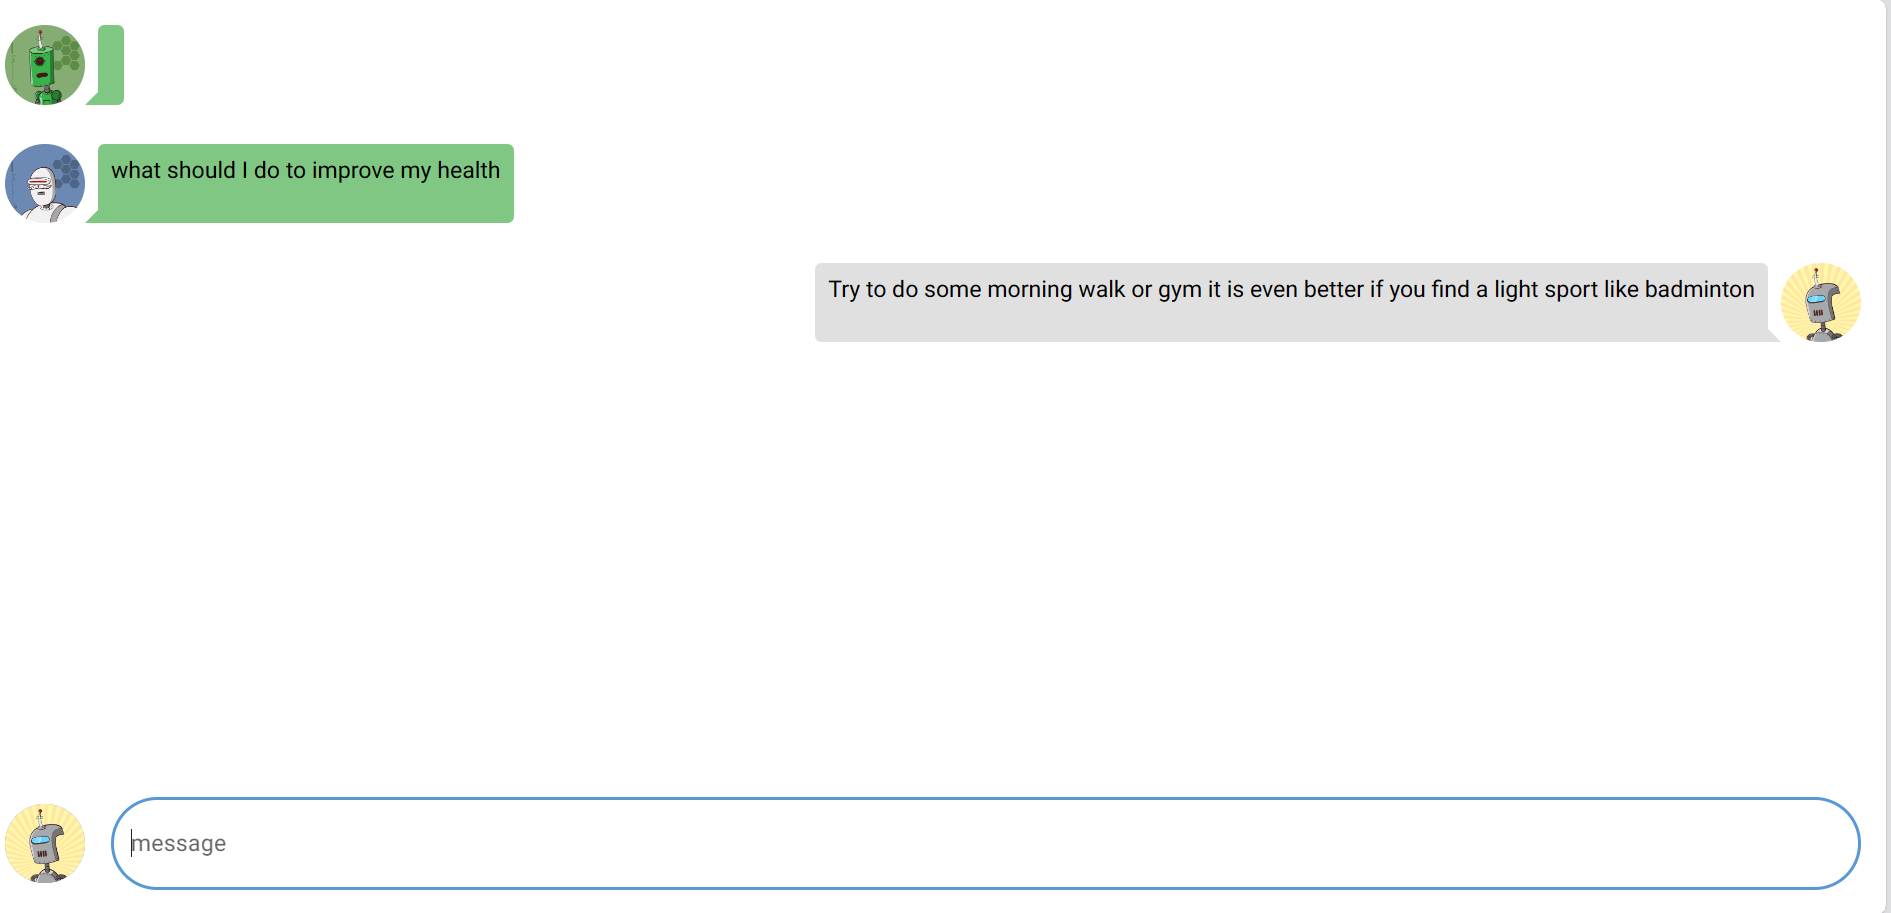 what should I do to improve my health
Try to do some morning walk or gym it is even better if you find a light sport like badminton
message